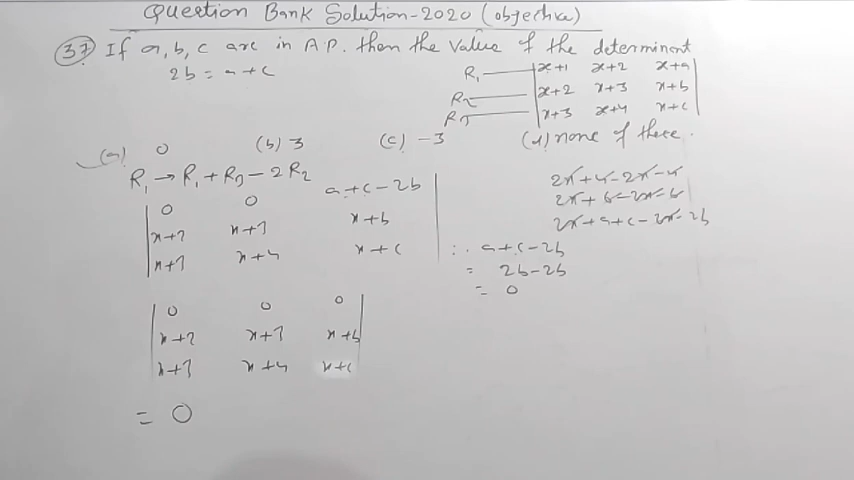 Question Bank Solution-2020 (objective)
37 If a, b, c are in A.P. then the value of the determinant
2b = a+c
R₁ x+1 x+2 x+a
R₂ x+2 x+3 x+b
R₃ x+3 x+4 x+c
(a) 0 (b) 3 (c) -3 (d) none of these.
R₁ → R₁ + R₃ - 2R₂
0 0 a+c-2b
x+2 x+3 x+b
x+3 x+4 x+c
2x+4-2x-4
2x+6-2x-6
2x+a+c-2x-2b
∴ a+c-2b
= 2b-2b
= 0
0 0 0
x+2 x+3 x+b
x+3 x+4 x+c
= 0